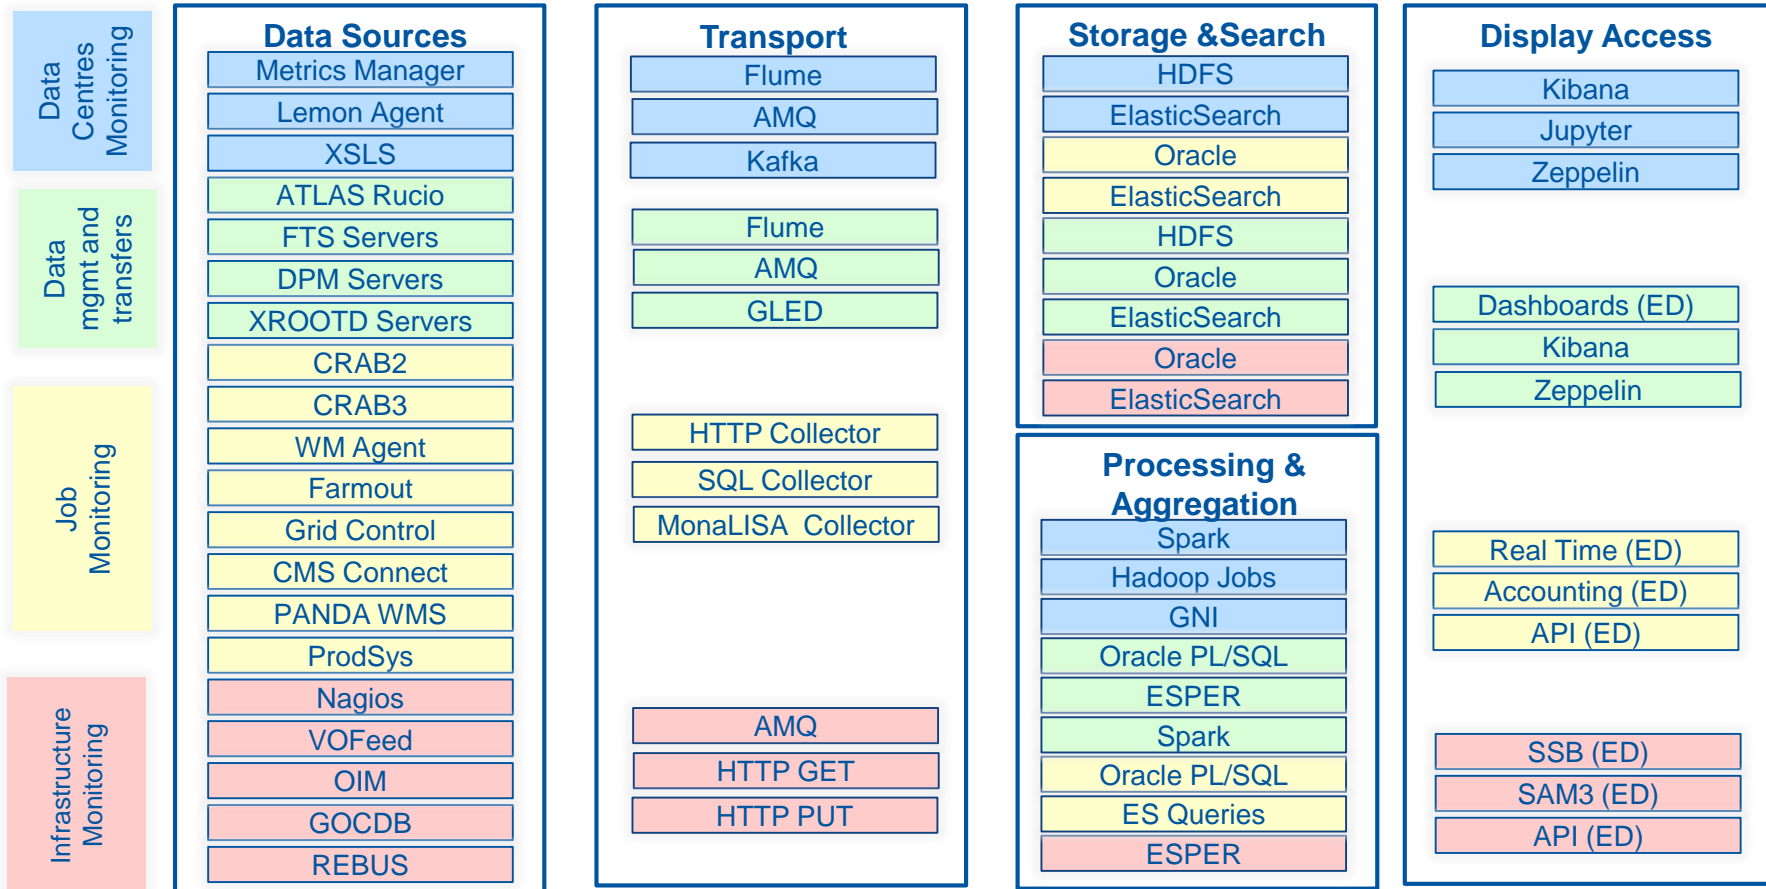 Data
Centres
Monitoring
Data
mgmt and
transfers
Job
Monitoring
Infrastructure
Monitoring
Data Sources
Metrics Manager
Lemon Agent
XSLS
ATLAS Rucio
FTS Servers
DPM Servers
XROOTD Servers
CRAB2
CRAB3
WM Agent
Farmout
Grid Control
CMS Connect
PANDA WMS
ProdSys
Nagios
VOFeed
OIM
GOCDB
REBUS
Transport
Flume
AMQ
Kafka
Flume
AMQ
GLED
HTTP Collector
SQL Collector
MonaLISA Collector
AMQ
HTTP GET
HTTP PUT
Storage &Search
HDFS
ElasticSearch
Oracle
ElasticSearch
HDFS
Oracle
ElasticSearch
Oracle
ElasticSearch
Processing &
Aggregation
Spark
Hadoop Jobs
GNI
Oracle PL/SQL
ESPER
Spark
Oracle PL/SQL
ES Queries
ESPER
Display Access
Kibana
Jupyter
Zeppelin
Dashboards (ED)
Kibana
Zeppelin
Real Time (ED)
Accounting (ED)
API (ED)
SSB (ED)
SAM3 (ED)
API (ED)